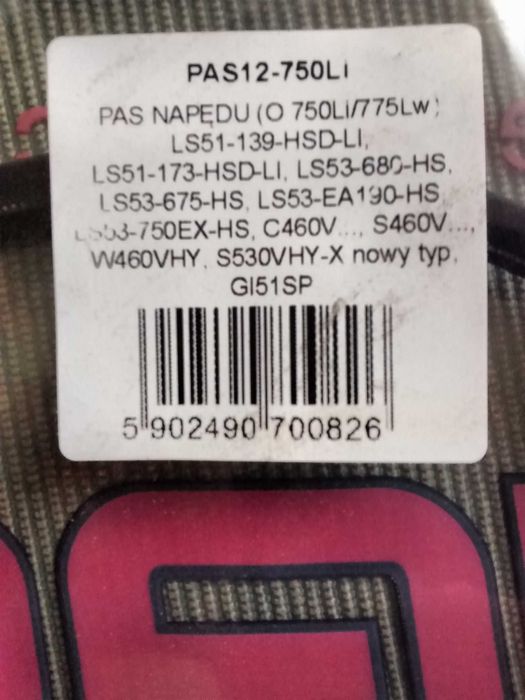 PAS12-750Li
PAS NAPĘDU (O 750Li/775Lw)
LS51-139-HSD-LI,
LS51-173-HSD-LI, LS53-680-HS,
LS53-675-HS, LS53-EA190-HS,
LS53-750EX-HS, C460V..., S460V...,
W460VHY, S530VHY-X nowy typ,
GI51SP
5 902490 700826